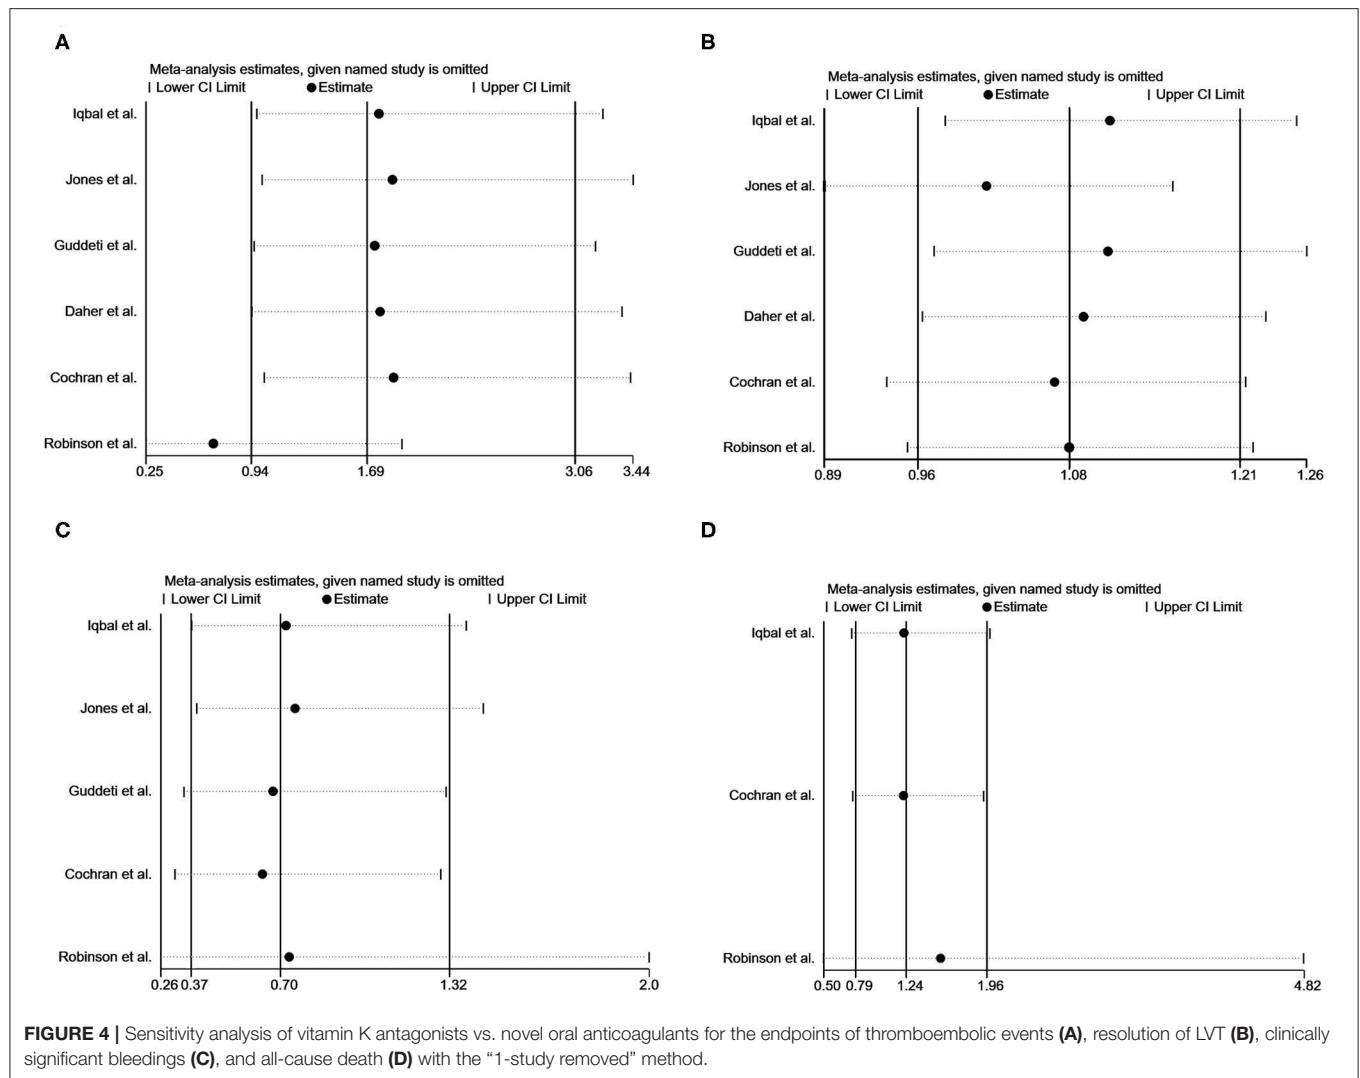 A
Meta-analysis estimates, given named study is omitted
| Lower CI Limit ●Estimate | Upper CI Limit
Iqbal et al.
Jones et al.
Guddeti et al.
Daher et al.
Cochran et al.
Robinson et al.
0.25 0.94 1.69 3.06 3.44
B
Meta-analysis estimates, given named study is omitted
| Lower CI Limit ●Estimate | Upper CI Limit
Iqbal et al.
Jones et al.
Guddeti et al.
Daher et al.
Cochran et al.
Robinson et al.
0.89 0.96 1.08 1.21 1.26
C
Meta-analysis estimates, given named study is omitted
| Lower CI Limit ●Estimate | Upper CI Limit
Iqbal et al.
Jones et al.
Guddeti et al.
Cochran et al.
Robinson et al.
0.26 0.37 0.70 1.32 2.0
D
Meta-analysis estimates, given named study is omitted
| Lower CI Limit ●Estimate | Upper CI Limit
Iqbal et al.
Cochran et al.
Robinson et al.
0.50 0.79 1.24 1.96 4.82
FIGURE 4 | Sensitivity analysis of vitamin K antagonists vs. novel oral anticoagulants for the endpoints of thromboembolic events (A), resolution of LVT (B), clinically
significant bleedings (C), and all-cause death (D) with the “1-study removed” method.